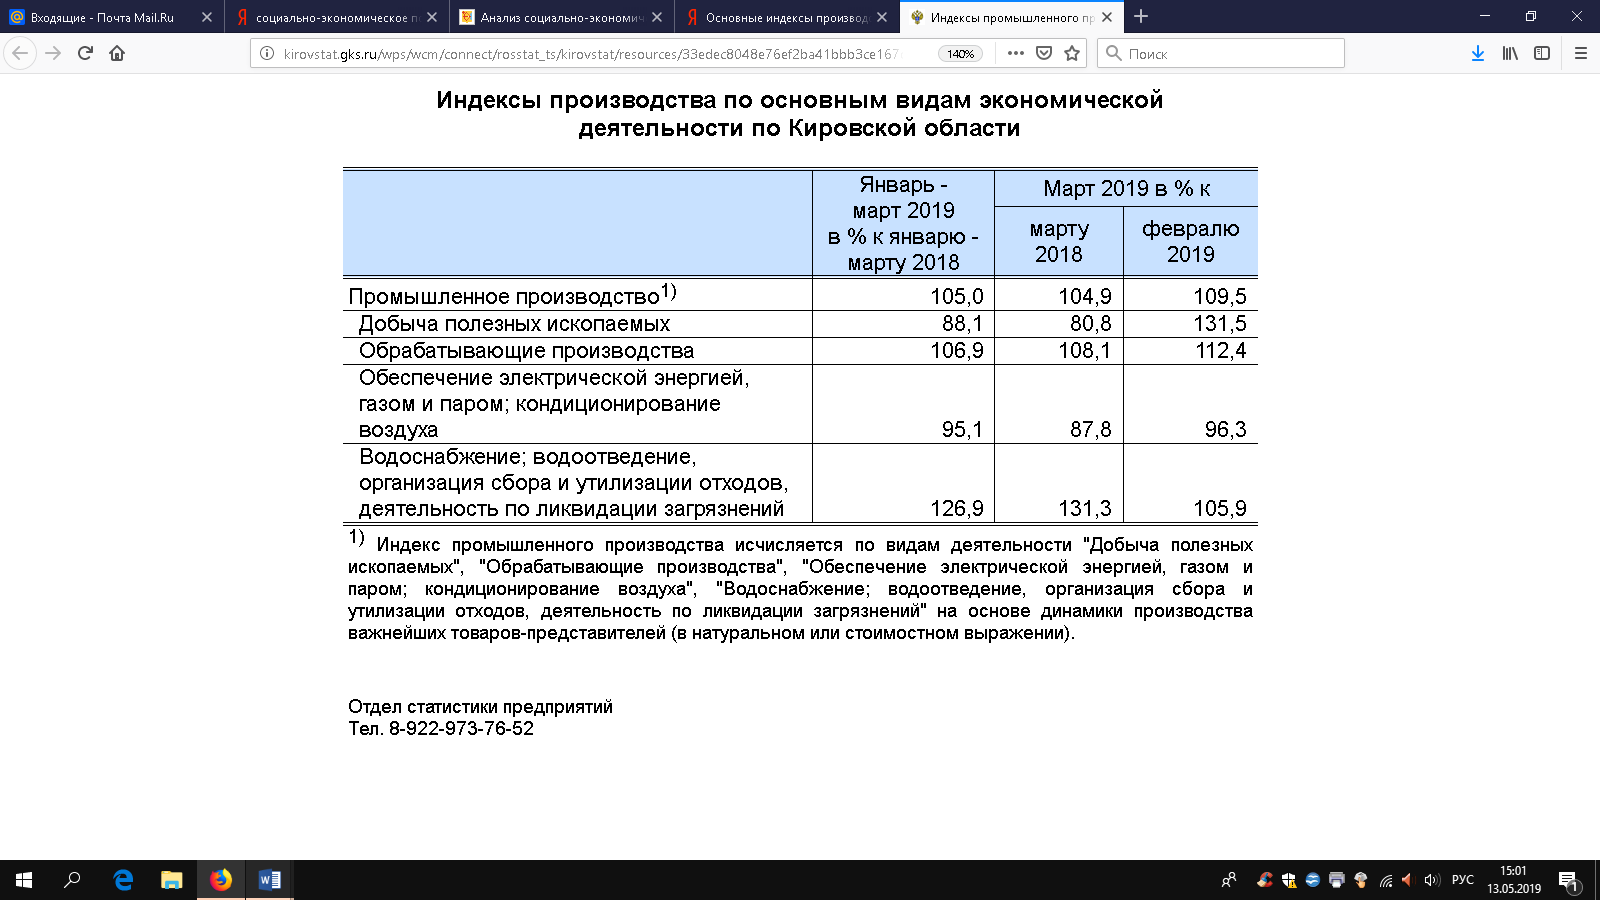 Входящие - Почта Mail.Ru
социально-экономическое п
Анализ социально-экономич
Основные индексы производ
Индексы промышленного пр
kirovstat.gks.ru/wps/wcm/connect/rosstat_ts/kirovstat/resources/33edec8048e76ef2ba41bbb3ce167
140%
Поиск
Индексы производства по основным видам экономической
деятельности по Кировской области
Январь -
март 2019
в % к январю -
марту 2018
Март 2019 в % к
марту
2018
февралю
2019
Промышленное производство1) 105,0 104,9 109,5
Добыча полезных ископаемых 88,1 80,8 131,5
Обрабатывающие производства 106,9 108,1 112,4
Обеспечение электрической энергией,
газом и паром; кондиционирование
воздуха 95,1 87,8 96,3
Водоснабжение; водоотведение,
организация сбора и утилизации отходов,
деятельность по ликвидации загрязнений 126,9 131,3 105,9
1) Индекс промышленного производства исчисляется по видам деятельности "Добыча полезных
ископаемых", "Обрабатывающие производства", "Обеспечение электрической энергией, газом и
паром; кондиционирование воздуха", "Водоснабжение; водоотведение, организация сбора и
утилизации отходов, деятельность по ликвидации загрязнений" на основе динамики производства
важнейших товаров-представителей (в натуральном или стоимостном выражении).
Отдел статистики предприятий
Тел. 8-922-973-76-52
РУС
15:01
13.05.2019
1